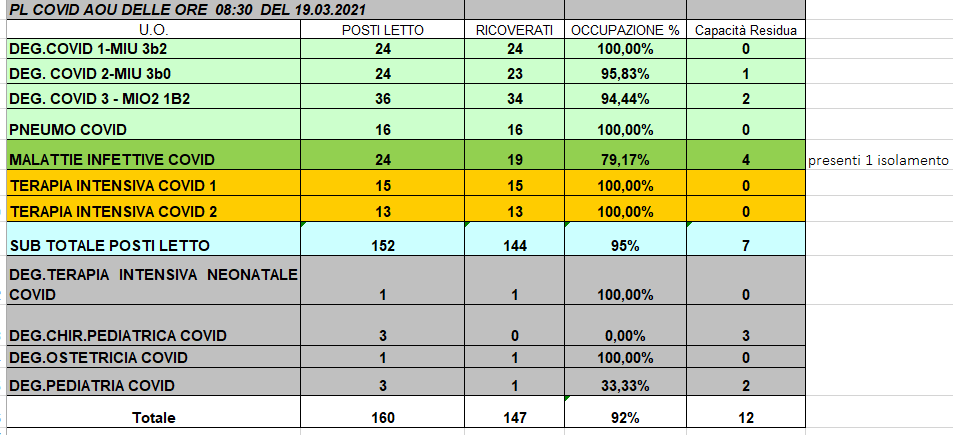 PL COVID AOU DELLE ORE 08:30 DEL 19.03.2021
U.O. POSTI LETTO RICOVERATI OCCUPAZIONE % Capacità Residua
DEG.COVID 1-MIU 3b2 24 24 100,00% 0
DEG. COVID 2-MIU 3b0 24 23 95,83% 1
DEG. COVID 3 - MIO2 1B2 36 34 94,44% 2
PNEUMO COVID 16 16 100,00% 0
MALATTIE INFETTIVE COVID 24 19 79,17% 4 presenti 1 isolamento
TERAPIA INTENSIVA COVID 1 15 15 100,00% 0
TERAPIA INTENSIVA COVID 2 13 13 100,00% 0
SUB TOTALE POSTI LETTO 152 144 95% 7
DEG.TERAPIA INTENSIVA NEONATALE
COVID 1 1 100,00% 0
DEG.CHIR.PEDIATRICA COVID 3 0 0,00% 3
DEG.OSTETRICIA COVID 1 1 100,00% 0
DEG.PEDIATRIA COVID 3 1 33,33% 2
Totale 160 147 92% 12